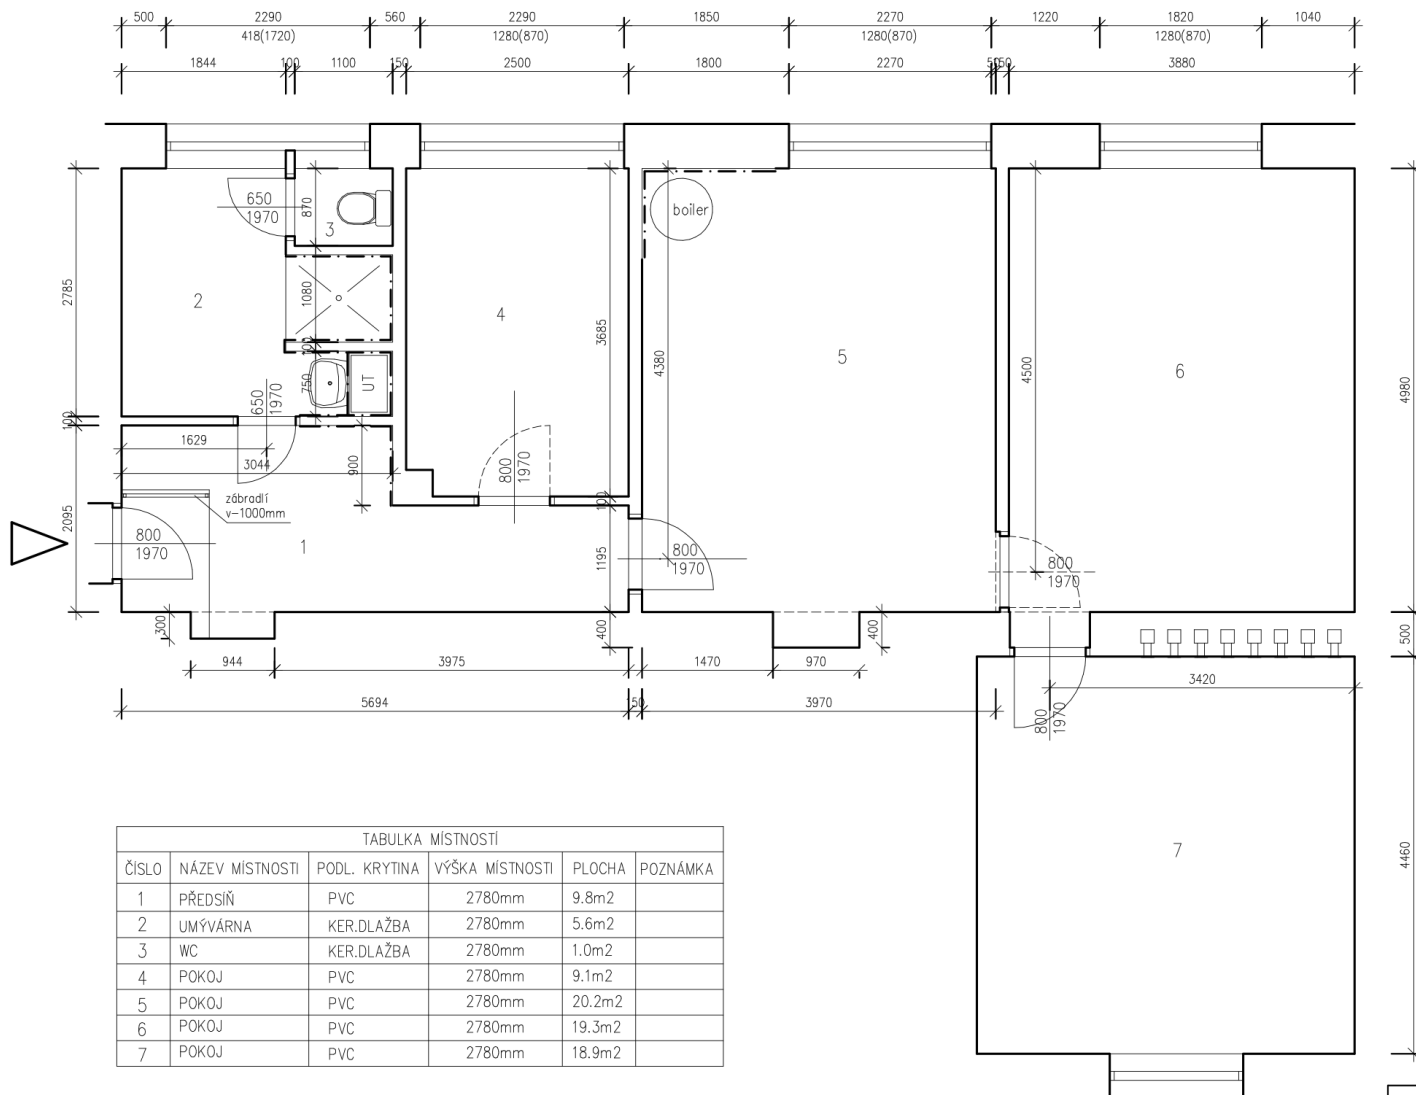 500 2290 560 2290 1850 2270 1220 1820 1040
418(1720) 1280(870) 1280(870) 1280(870)
1844 100 1100 150 2500 1800 2270 3880
650
1970
870
3
boiler
2785
2
1080
4
3685
4380
5
4500
6
4980
100
750
UT
650
1970
100
1629
3044
900
800
1970
100
zábradlí
v-1000mm
2095
800
1970
1
1195
800
1970
800
1970
300
400
400
500
944 3975 1470 970
3420
5694 150 3970
800
1970
7
4460
TABULKA MÍSTNOSTÍ
ČÍSLO NÁZEV MÍSTNOSTI PODL. KRYTINA VÝŠKA MÍSTNOSTI PLOCHA POZNÁMKA
1 PŘEDSÍŇ PVC 2780mm 9.8m2
2 UMÝVÁRNA KER.DLAŽBA 2780mm 5.6m2
3 WC KER.DLAŽBA 2780mm 1.0m2
4 POKOJ PVC 2780mm 9.1m2
5 POKOJ PVC 2780mm 20.2m2
6 POKOJ PVC 2780mm 19.3m2
7 POKOJ PVC 2780mm 18.9m2